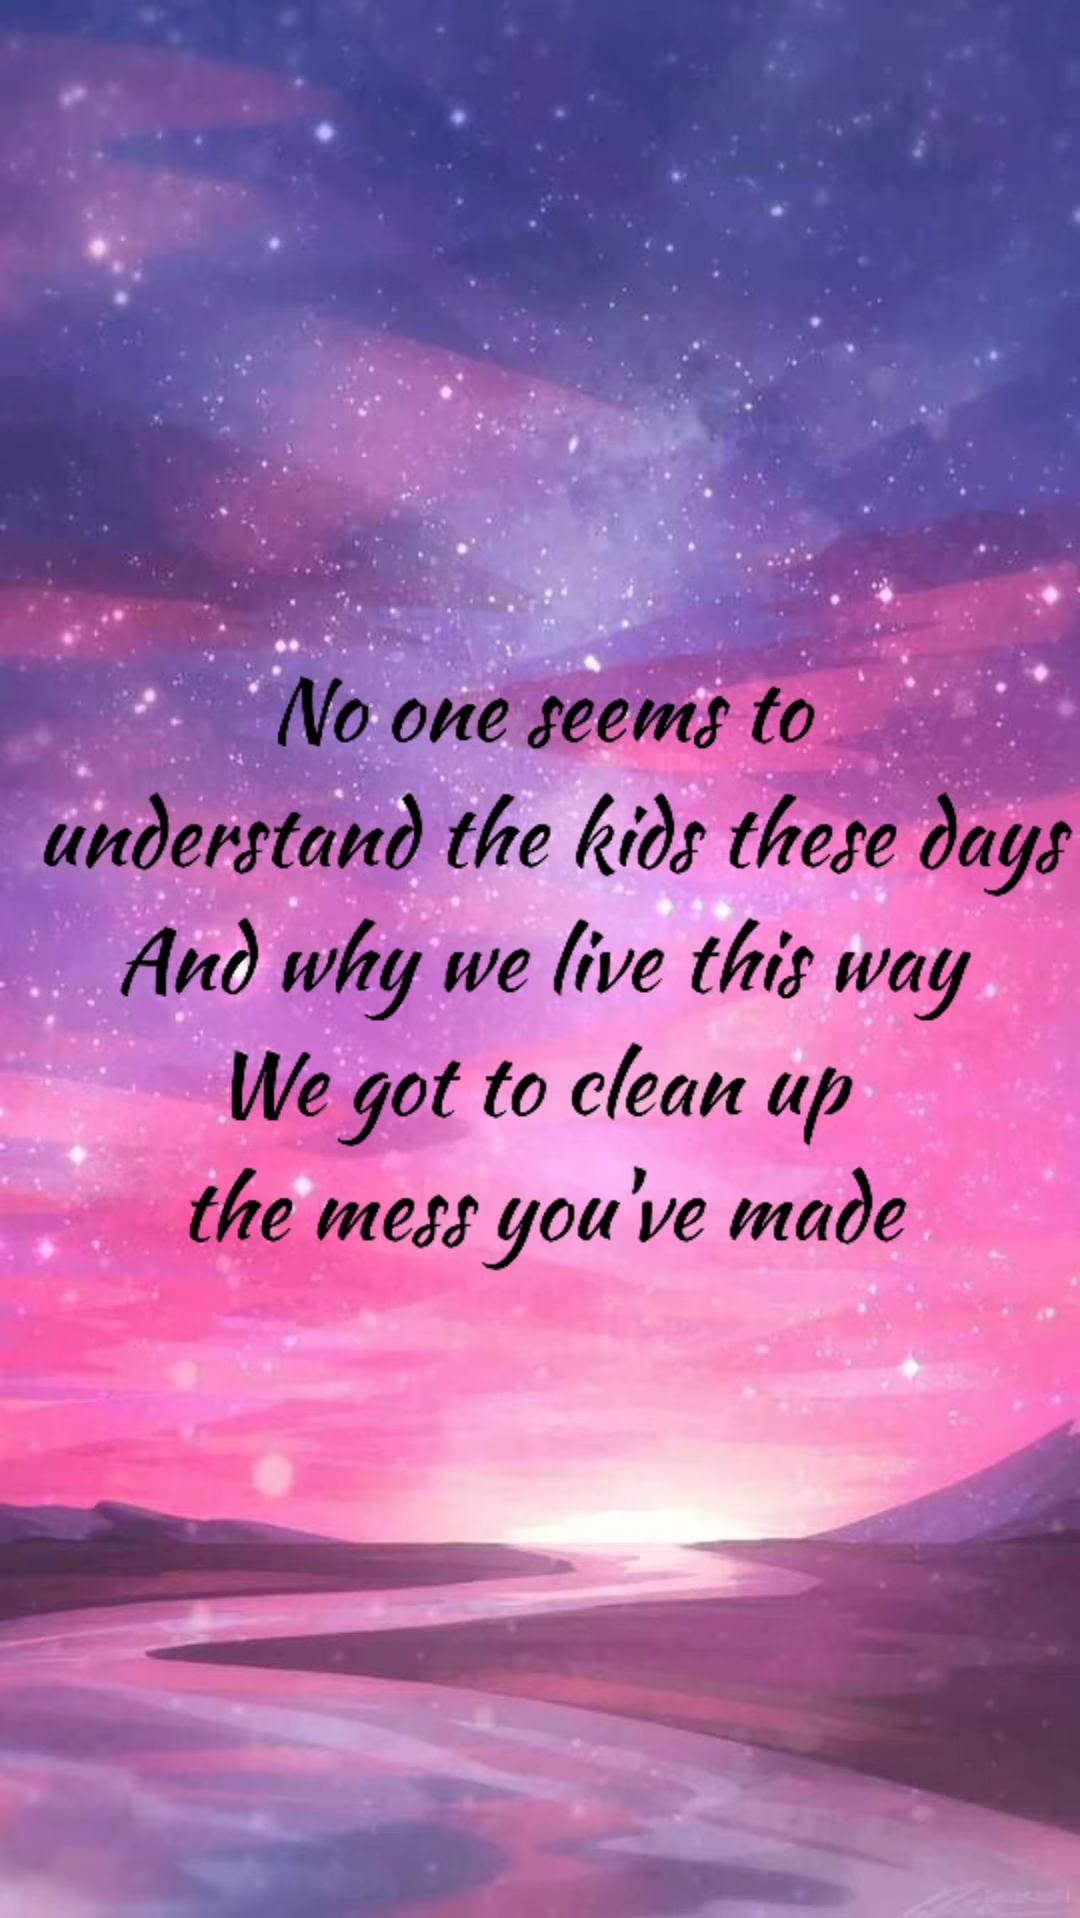 No one seems to
understand the kids these days
And why we live this way
We got to clean up
the mess you've made